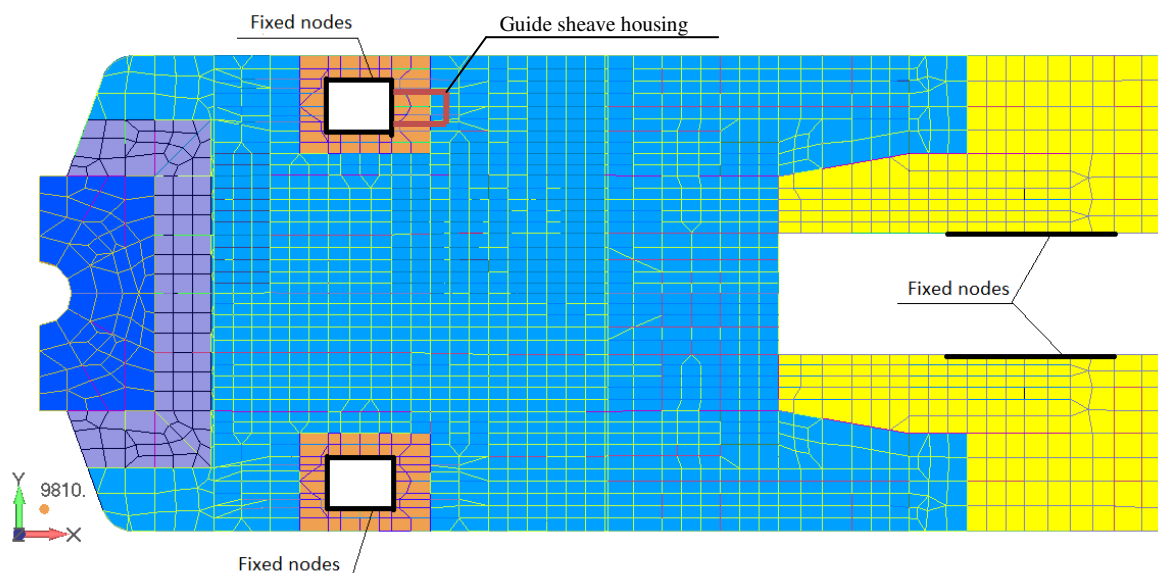 Fixed nodes
Guide sheave housing
Fixed nodes
Y
9810.
X
Fixed nodes